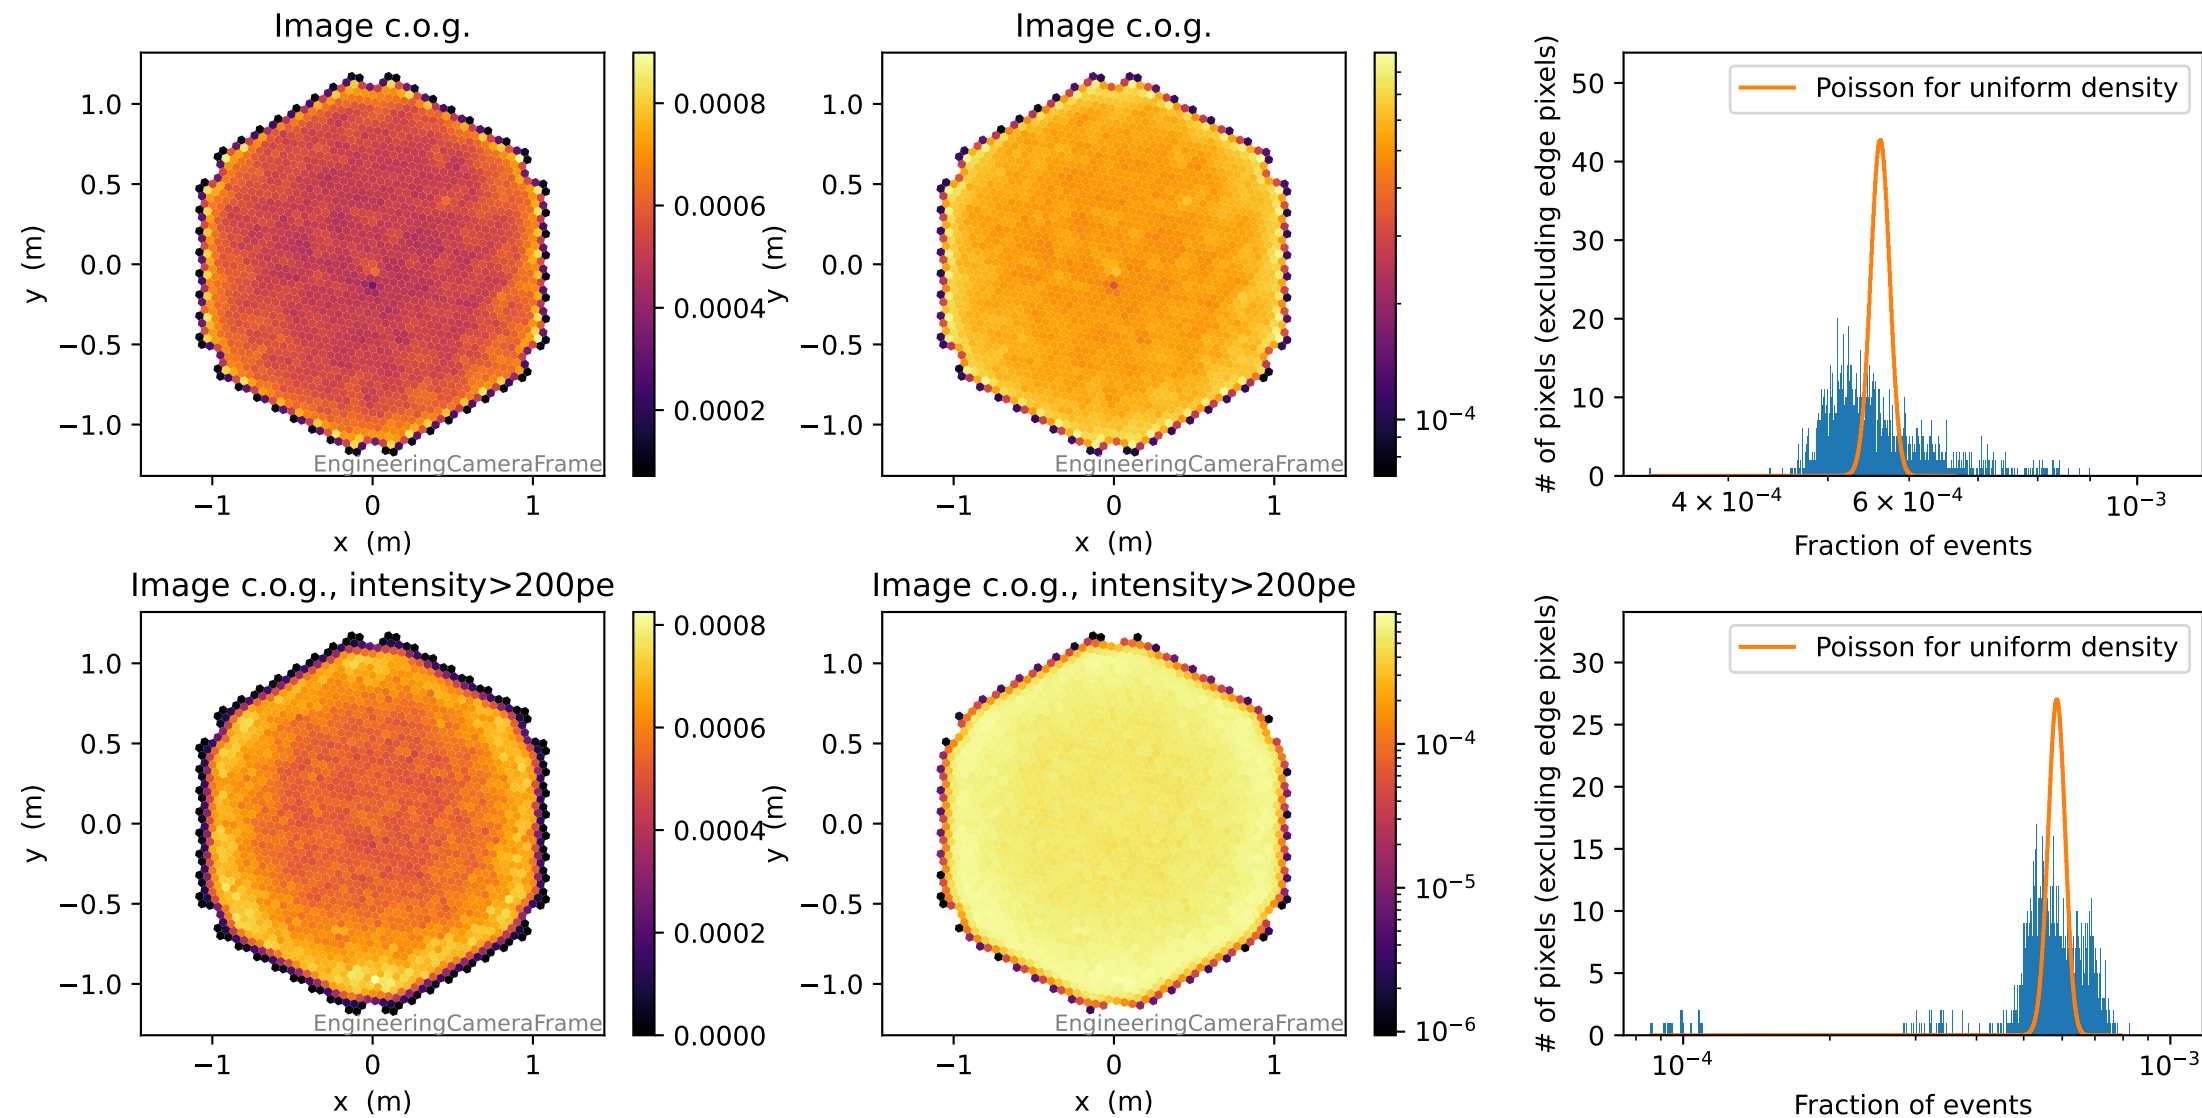 Image c.o.g.
1.0
0.5
0.0
−0.5
−1.0
y (m)
−1
0
1
x (m)
EngineeringCameraFrame
0.0008
0.0006
0.0004
0.0002
Image c.o.g.
1.0
0.5
0.0
−0.5
−1.0
y (m)
−1
0
1
x (m)
EngineeringCameraFrame
10⁻⁴
# of pixels (excluding edge pixels)
50
40
30
20
10
0
Poisson for uniform density
4 × 10⁻⁴
6 × 10⁻⁴
10⁻³
Fraction of events
Image c.o.g., intensity>200pe
1.0
0.5
0.0
−0.5
−1.0
y (m)
−1
0
1
x (m)
EngineeringCameraFrame
0.0008
0.0006
0.0004
0.0002
0.0000
Image c.o.g., intensity>200pe
1.0
0.5
0.0
−0.5
−1.0
y (m)
−1
0
1
x (m)
EngineeringCameraFrame
10⁻⁴
10⁻⁵
10⁻⁶
# of pixels (excluding edge pixels)
30
25
20
15
10
5
0
Poisson for uniform density
10⁻⁴
10⁻³
Fraction of events